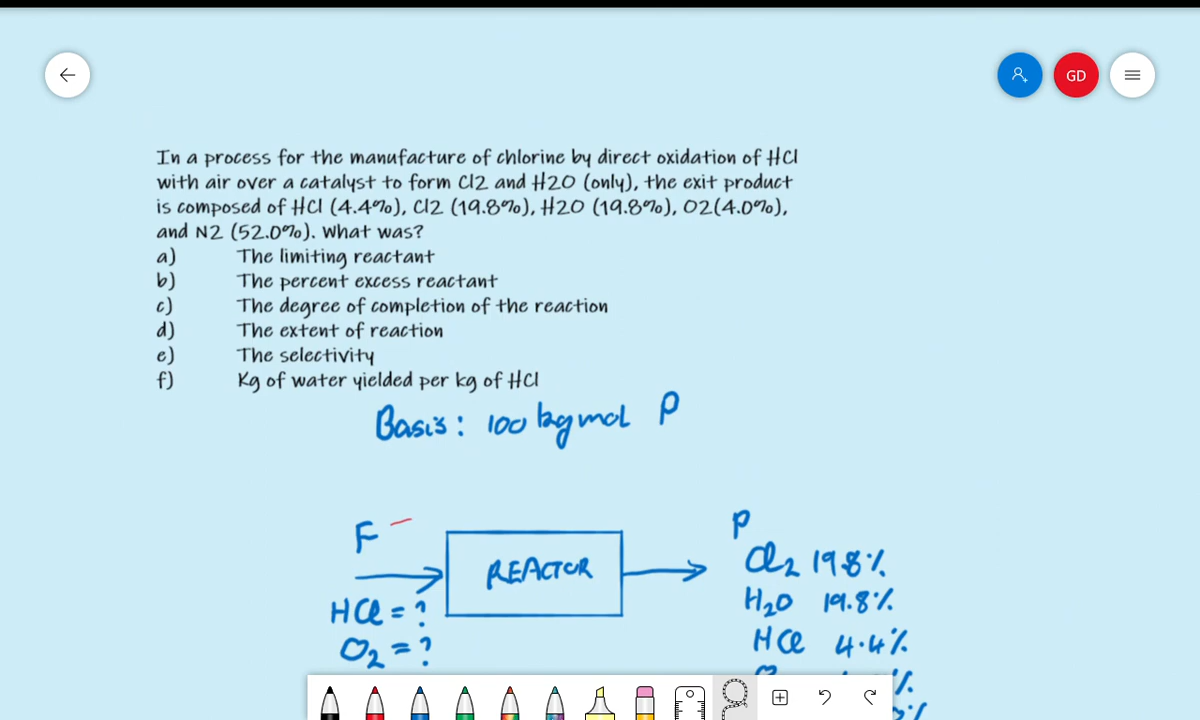 GD
In a process for the manufacture of chlorine by direct oxidation of HCl
with air over a catalyst to form Cl2 and H2O (only), the exit product
is composed of HCl (4.4%), Cl2 (19.8%), H2O (19.8%), O2(4.0%),
and N2 (52.0%). What was?
a) The limiting reactant
b) The percent excess reactant
c) The degree of completion of the reaction
d) The extent of reaction
e) The selectivity
f) Kg of water yielded per kg of HCl
Basis: 100 kg mol P
F
REACTOR
P
Cl2 19.8%
H2O 19.8%
HCl = ?
HCl 4.4%
O2 = ?